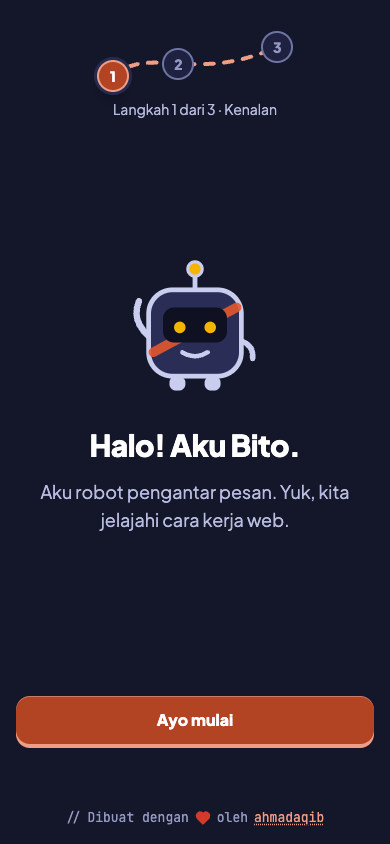 1
2
3
Langkah 1 dari 3 · Kenalan
Halo! Aku Bito.
Aku robot pengantar pesan. Yuk, kita
jelajahi cara kerja web.
Ayo mulai
// Dibuat dengan ❤ oleh ahmadaqib